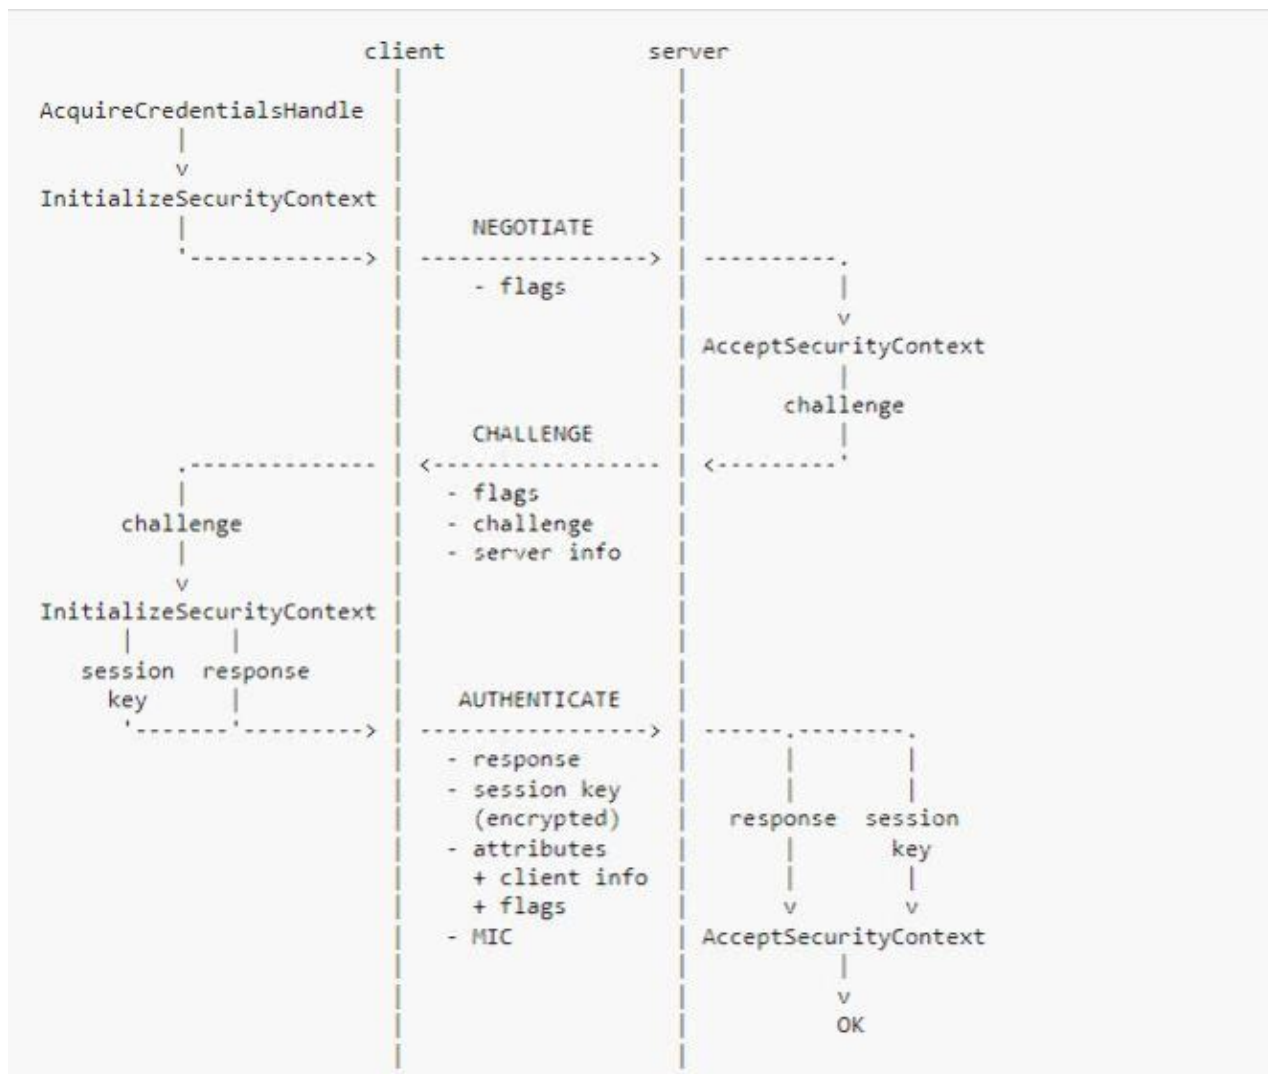 client server
AcquireCredentialsHandle
v
InitializeSecurityContext
NEGOTIATE
- flags
v
AcceptSecurityContext
challenge
CHALLENGE
- flags
challenge - challenge
- server info
v
InitializeSecurityContext
session response
key AUTHENTICATE
- response
- session key
(encrypted) response session
- attributes key
+ client info
+ flags v v
- MIC AcceptSecurityContext
v
OK